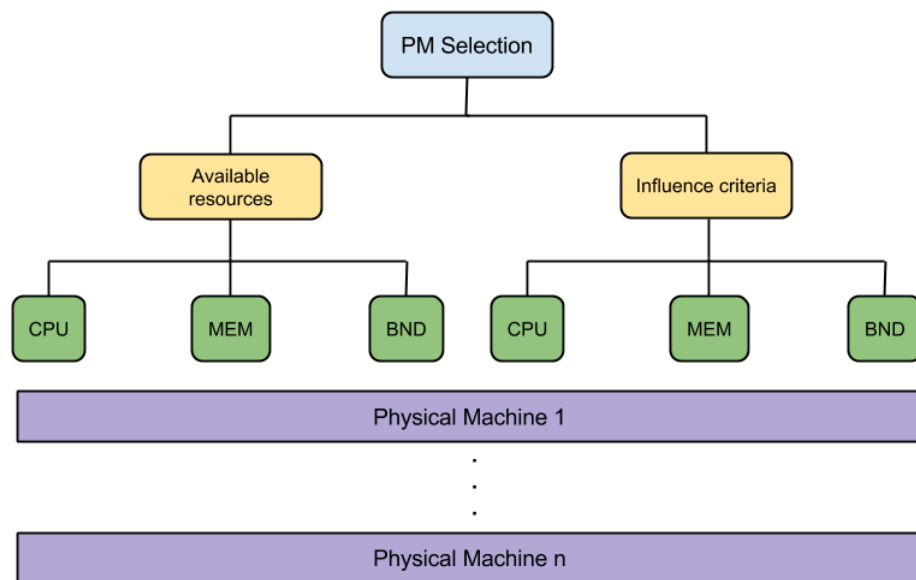 PM Selection
Available
resources
Influence criteria
CPU
MEM
BND
CPU
MEM
BND
Physical Machine 1
.
.
.
Physical Machine n